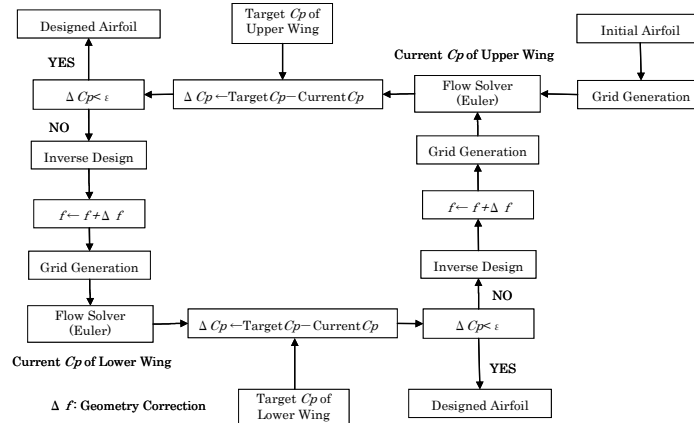 Designed Airfoil
Target Cp of
Upper Wing
Initial Airfoil
YES
Current Cp of Upper Wing
Δ Cp< ε
Δ Cp←Target Cp− Current Cp
Flow Solver
(Euler)
Grid Generation
NO
Inverse Design
Grid Generation
f← f+Δ f
f← f+Δ f
Grid Generation
Inverse Design
NO
Flow Solver
(Euler)
Δ Cp←Target Cp− Current Cp
Δ Cp< ε
Current Cp of Lower Wing
YES
Δ f: Geometry Correction
Target Cp of
Lower Wing
Designed Airfoil